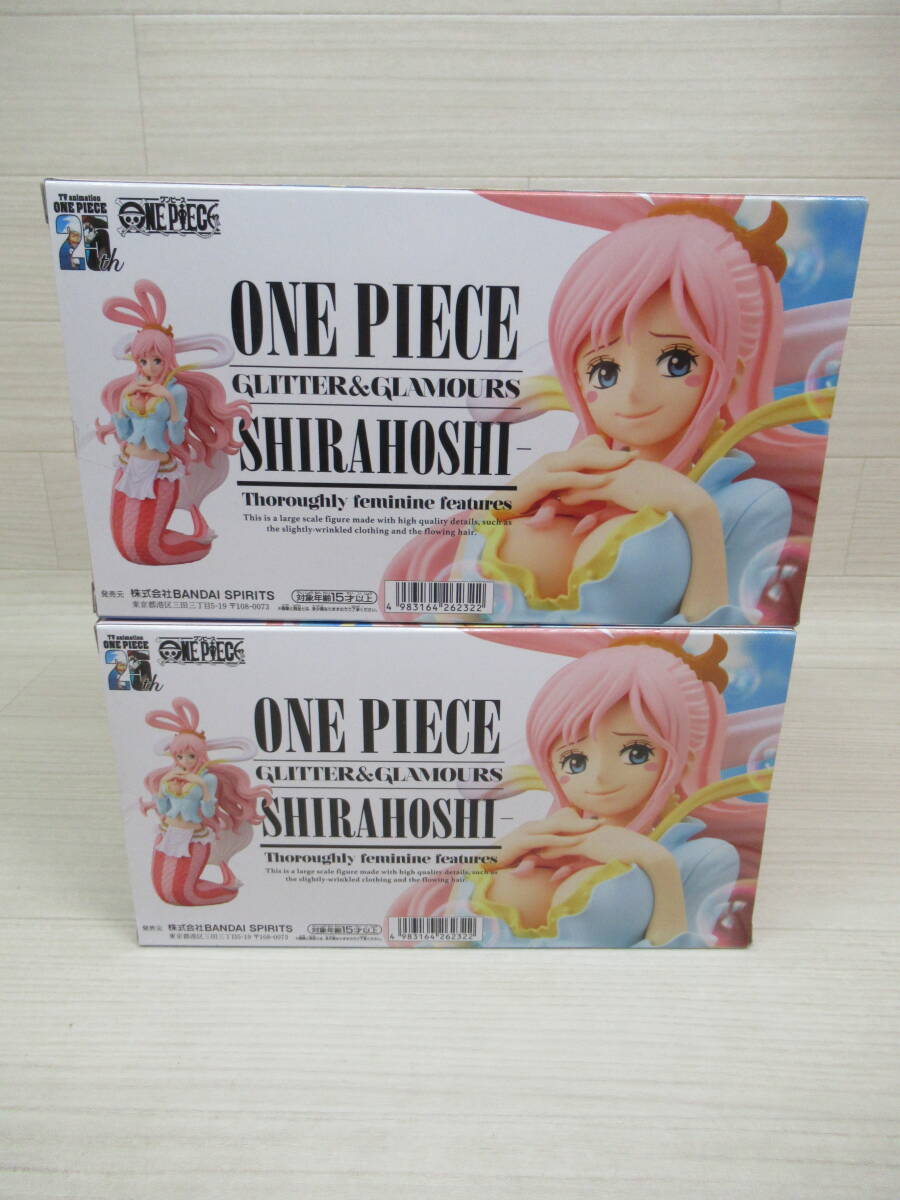 TV animation
ONE PIECE
25th
ワンピース
ONE PIECE
ONE PIECE
GLITTER&GLAMOURS
SHIRAHOSHI-
Thoroughly feminine features
This is a large scale figure made with high quality details, such as
the slightly-wrinkled clothing and the flowing hair.
発売元 株式会社BANDAI SPIRITS
東京都港区三田三丁目5-19 〒108-0073
対象年齢15才以上
4 983164 262322
TV animation
ONE PIECE
25th
ワンピース
ONE PIECE
ONE PIECE
GLITTER&GLAMOURS
SHIRAHOSHI-
Thoroughly feminine features
This is a large scale figure made with high quality details, such as
the slightly-wrinkled clothing and the flowing hair.
発売元 株式会社BANDAI SPIRITS
東京都港区三田三丁目5-19 〒108-0073
対象年齢15才以上
4 983164 262322